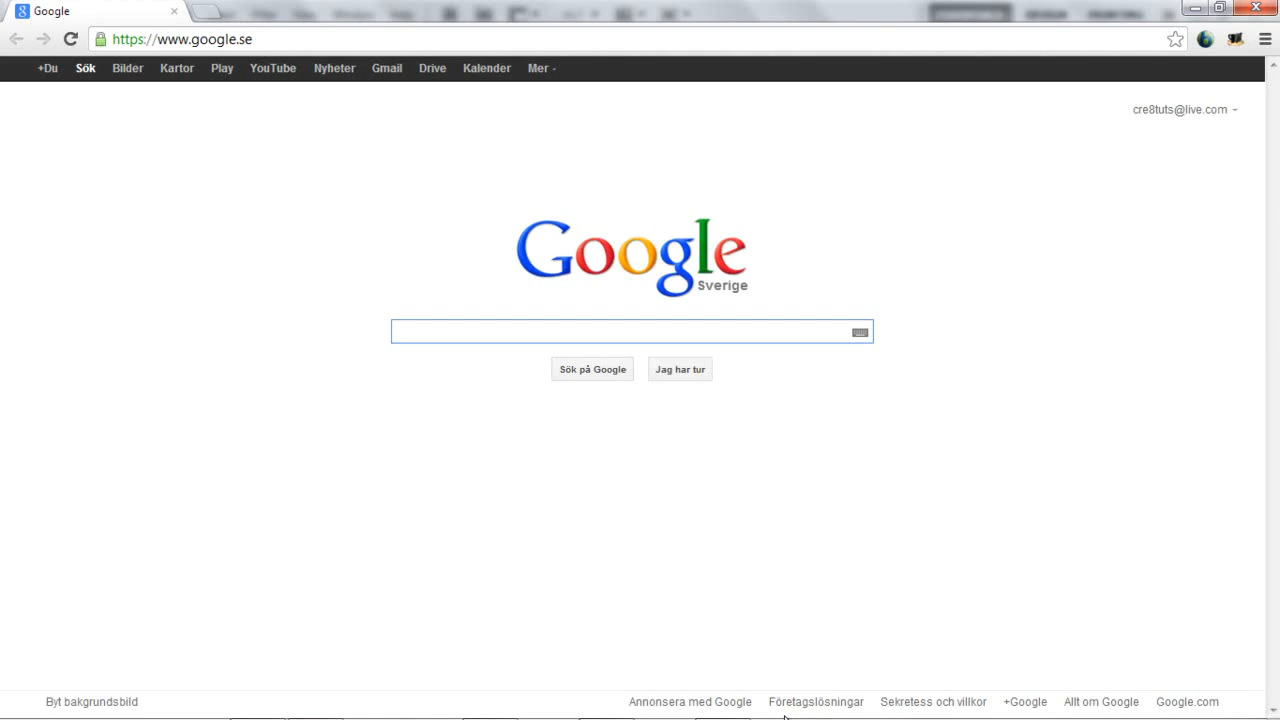 Google
https://www.google.se
+Du Sök Bilder Kartor Play YouTube Nyheter Gmail Drive Kalender Mer
cre8tuts@live.com
Google
Sverige
Sök på Google Jag har tur
Byt bakgrundsbild Annonsera med Google Företagslösningar Sekretess och villkor +Google Allt om Google Google.com